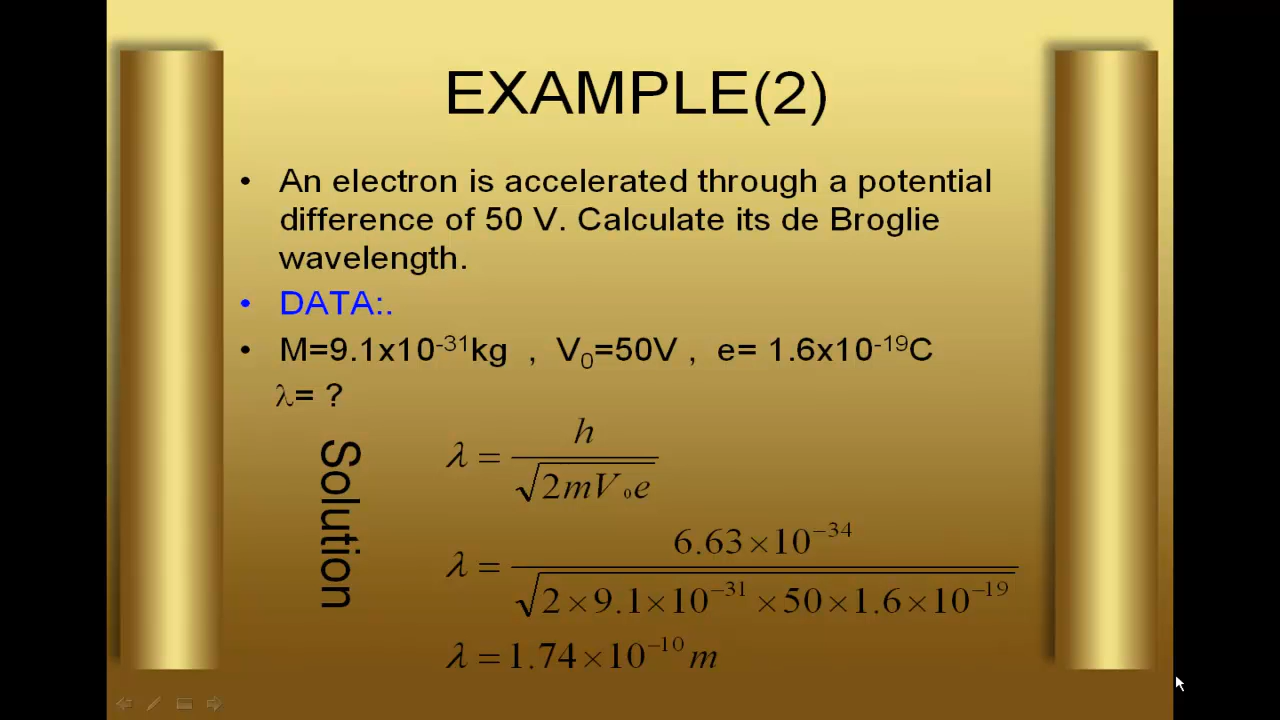 EXAMPLE(2)
• An electron is accelerated through a potential
difference of 50 V. Calculate its de Broglie
wavelength.
• DATA:.
• M=9.1x10⁻³¹kg , V₀=50V , e= 1.6x10⁻¹⁹C
λ= ?
Solution
λ = h / √(2mV₀e)
λ = 6.63×10⁻³⁴ / √(2×9.1×10⁻³¹×50×1.6×10⁻¹⁹)
λ = 1.74×10⁻¹⁰ m